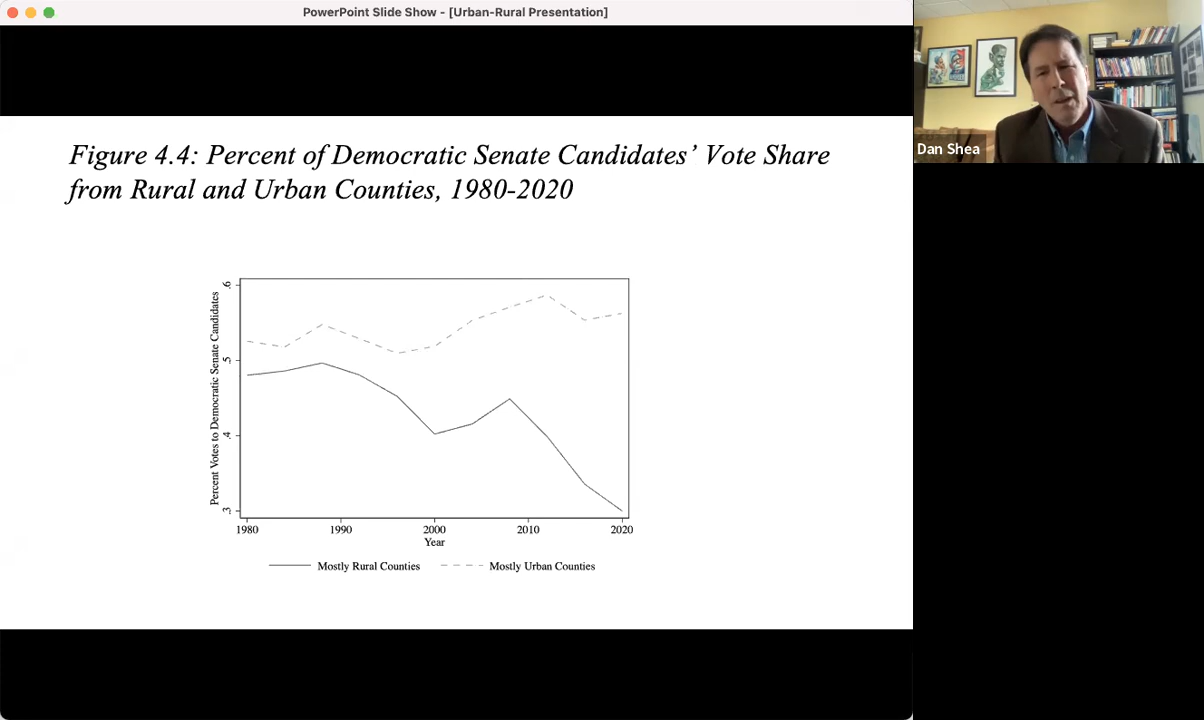 PowerPoint Slide Show - [Urban-Rural Presentation]
Dan Shea
Figure 4.4: Percent of Democratic Senate Candidates’ Vote Share
from Rural and Urban Counties, 1980-2020
Percent Votes to Democratic Senate Candidates
.6
.5
.4
.3
1980 1990 2000 2010 2020
Year
Mostly Rural Counties Mostly Urban Counties